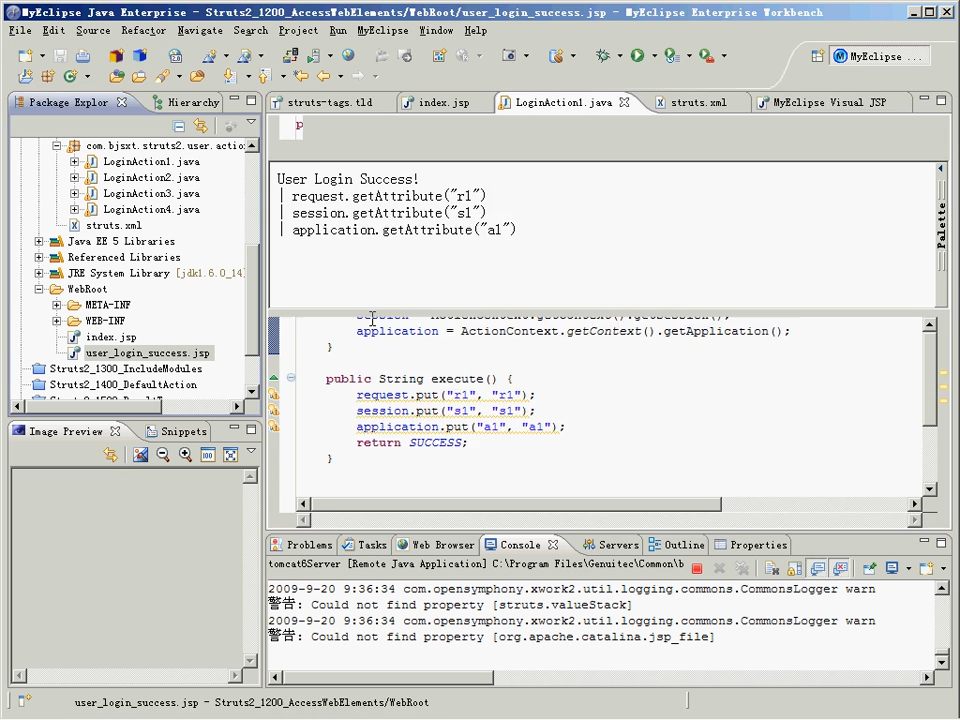 MyEclipse Java Enterprise - Struts2_1200_AccessWebElements/WebRoot/user_login_success.jsp - MyEclipse Enterprise Workbench
File Edit Source Refactor Navigate Search Project Run MyEclipse Window Help
MyEclipse ...
Package Explor Hierarchy
struts-tags.tld index.jsp LoginAction1.java struts.xml MyEclipse Visual JSP
com.bjsxt.struts2.user.actio
LoginAction1.java
LoginAction2.java
LoginAction3.java
LoginAction4.java
struts.xml
Java EE 5 Libraries
Referenced Libraries
JRE System Library [jdk1.6.0_14]
WebRoot
META-INF
WEB-INF
index.jsp
user_login_success.jsp
Struts2_1300_IncludeModules
Struts2_1400_DefaultAction
p
User Login Success!
| request.getAttribute("r1")
| session.getAttribute("s1")
| application.getAttribute("a1")
Palette
application = ActionContext.getContext().getApplication();
}
public String execute() {
request.put("r1", "r1");
session.put("s1", "s1");
application.put("a1", "a1");
return SUCCESS;
}
Image Preview Snippets
Problems Tasks Web Browser Console Servers Outline Properties
tomcat6Server [Remote Java Application] C:\Program Files\Genuitec\Common\b
2009-9-20 9:36:34 com.opensymphony.xwork2.util.logging.commons.CommonsLogger warn
警告: Could not find property [struts.valueStack]
2009-9-20 9:36:34 com.opensymphony.xwork2.util.logging.commons.CommonsLogger warn
警告: Could not find property [org.apache.catalina.jsp_file]
user_login_success.jsp - Struts2_1200_AccessWebElements/WebRoot